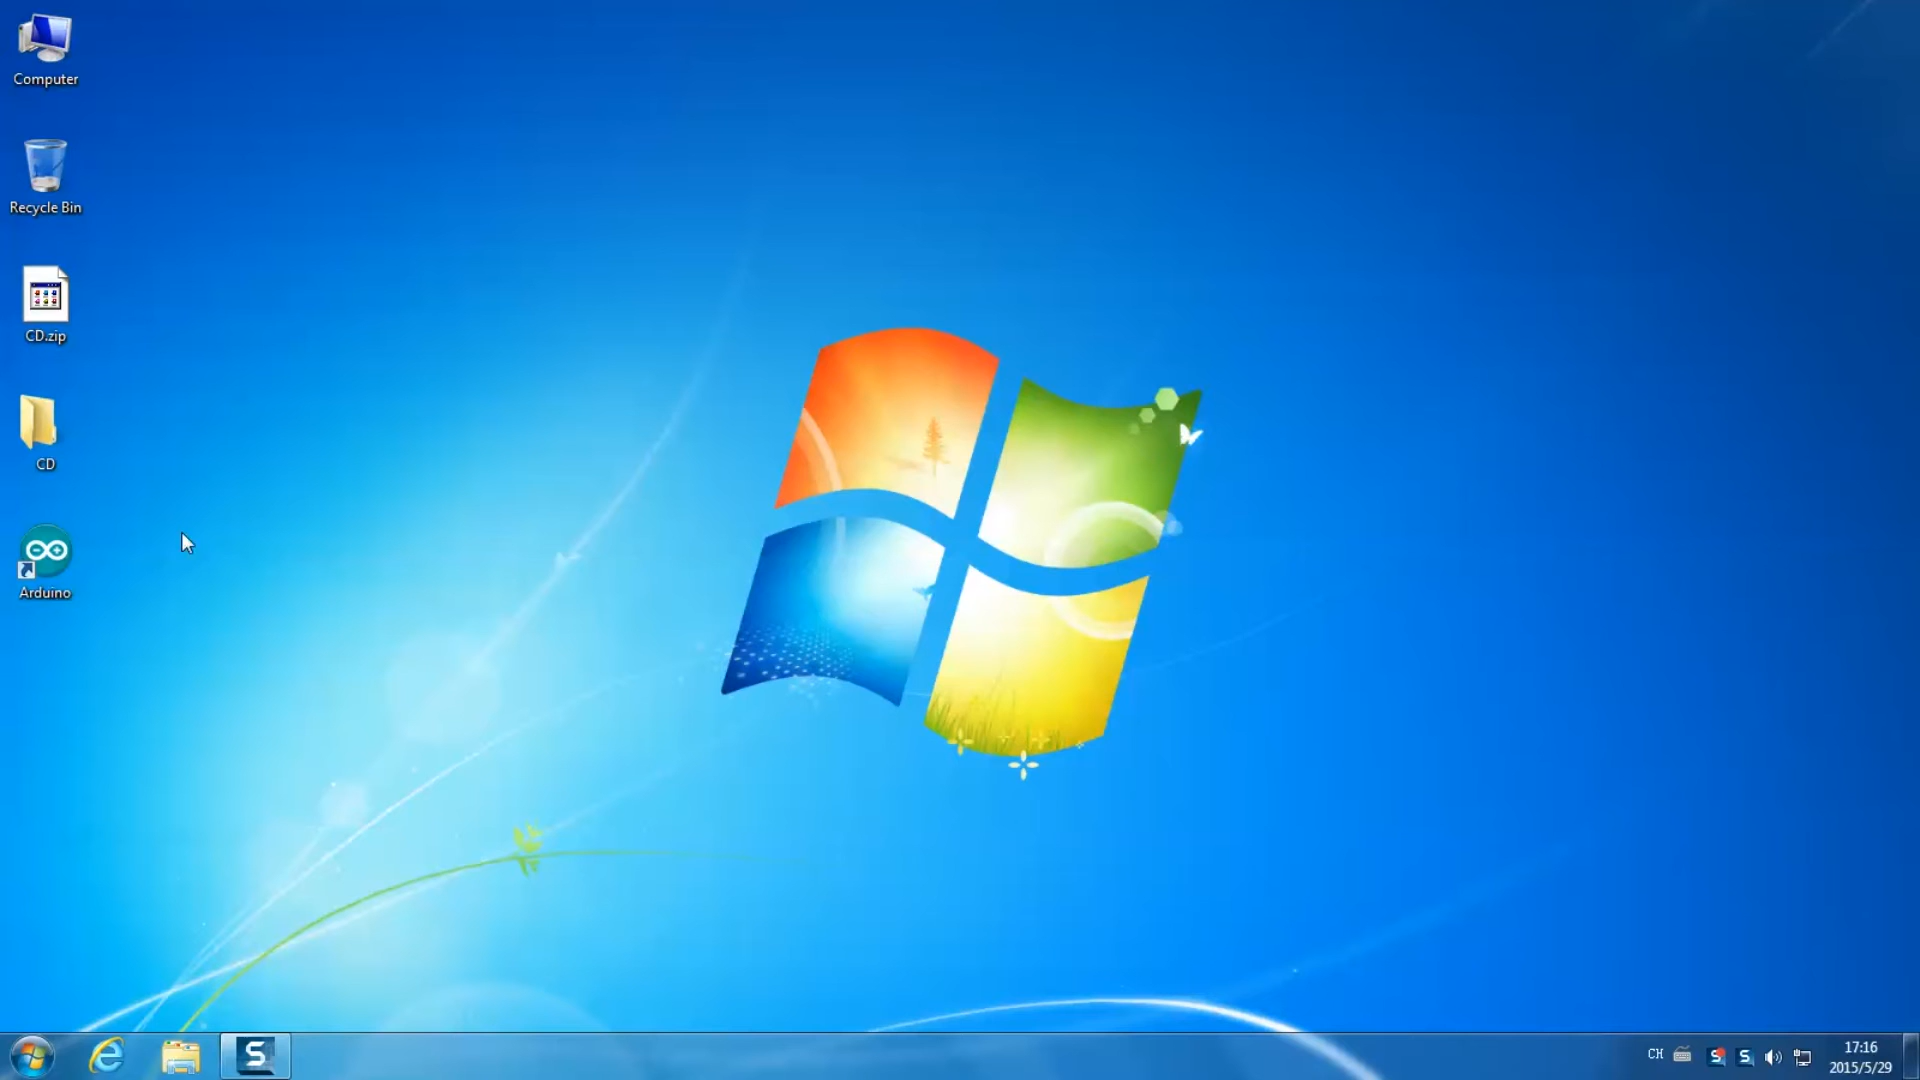 Computer
Recycle Bin
CD.zip
CD
Arduino
S
CH
S
S
17:16
2015/5/29